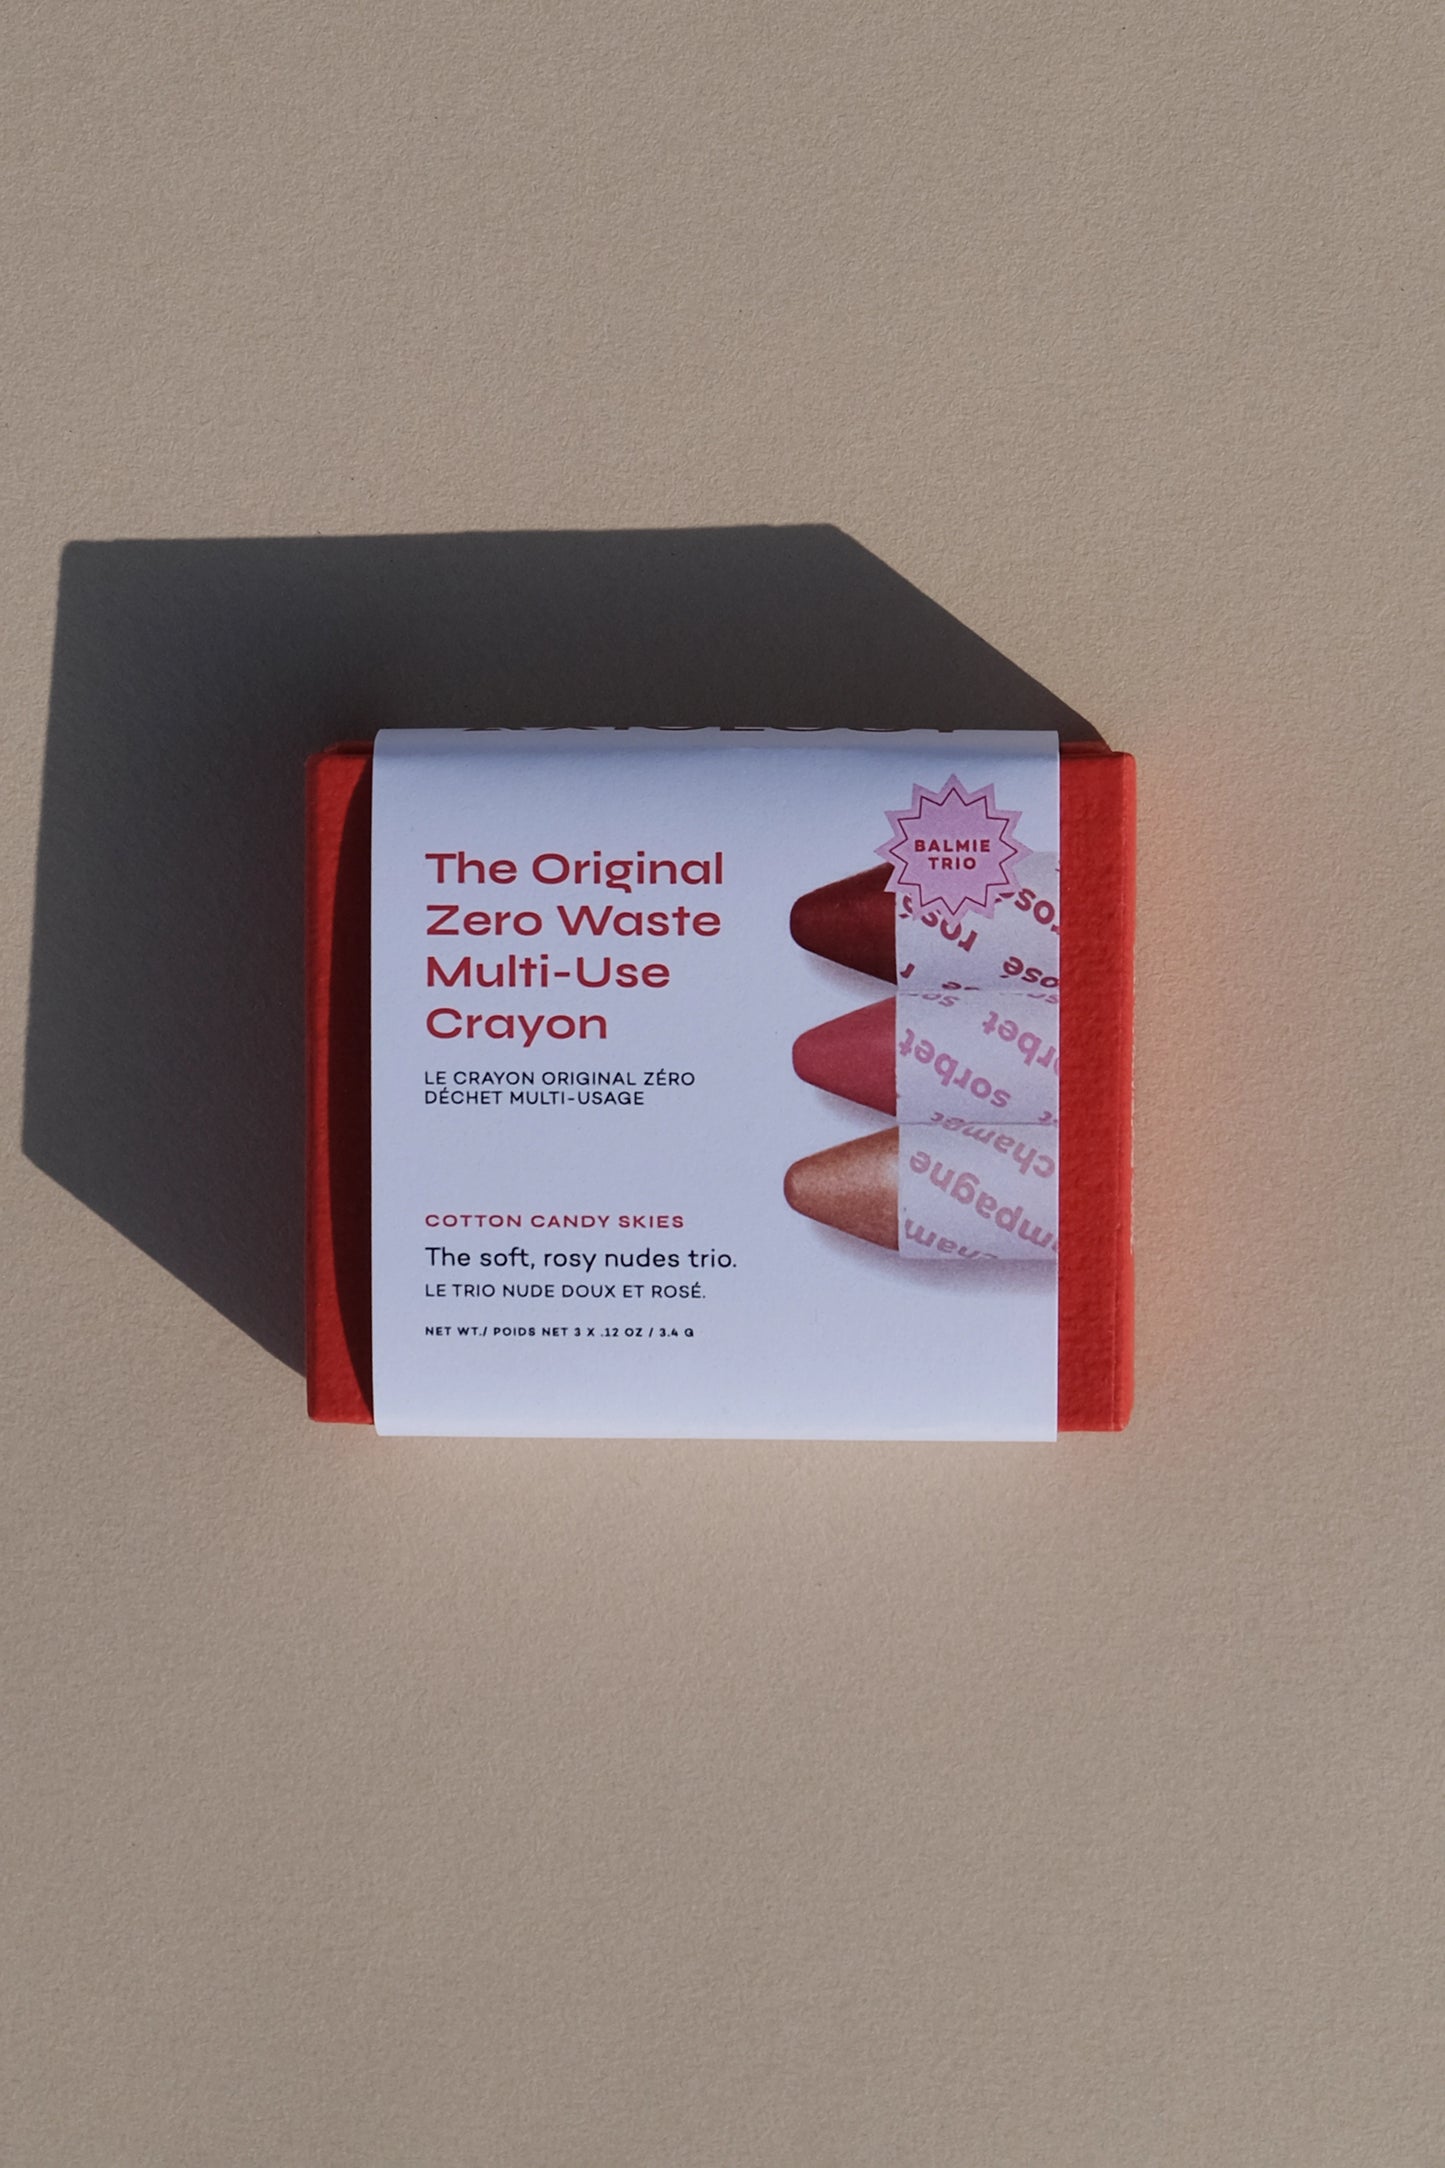 BALMIE
TRIO
The Original
Zero Waste
Multi-Use
Crayon
LE CRAYON ORIGINAL ZÉRO
DÉCHET MULTI-USAGE
rosé
sorbet
sorbet
champagne
COTTON CANDY SKIES
The soft, rosy nudes trio.
LE TRIO NUDE DOUX ET ROSÉ.
NET WT./ POIDS NET 3 X .12 OZ / 3.4 G